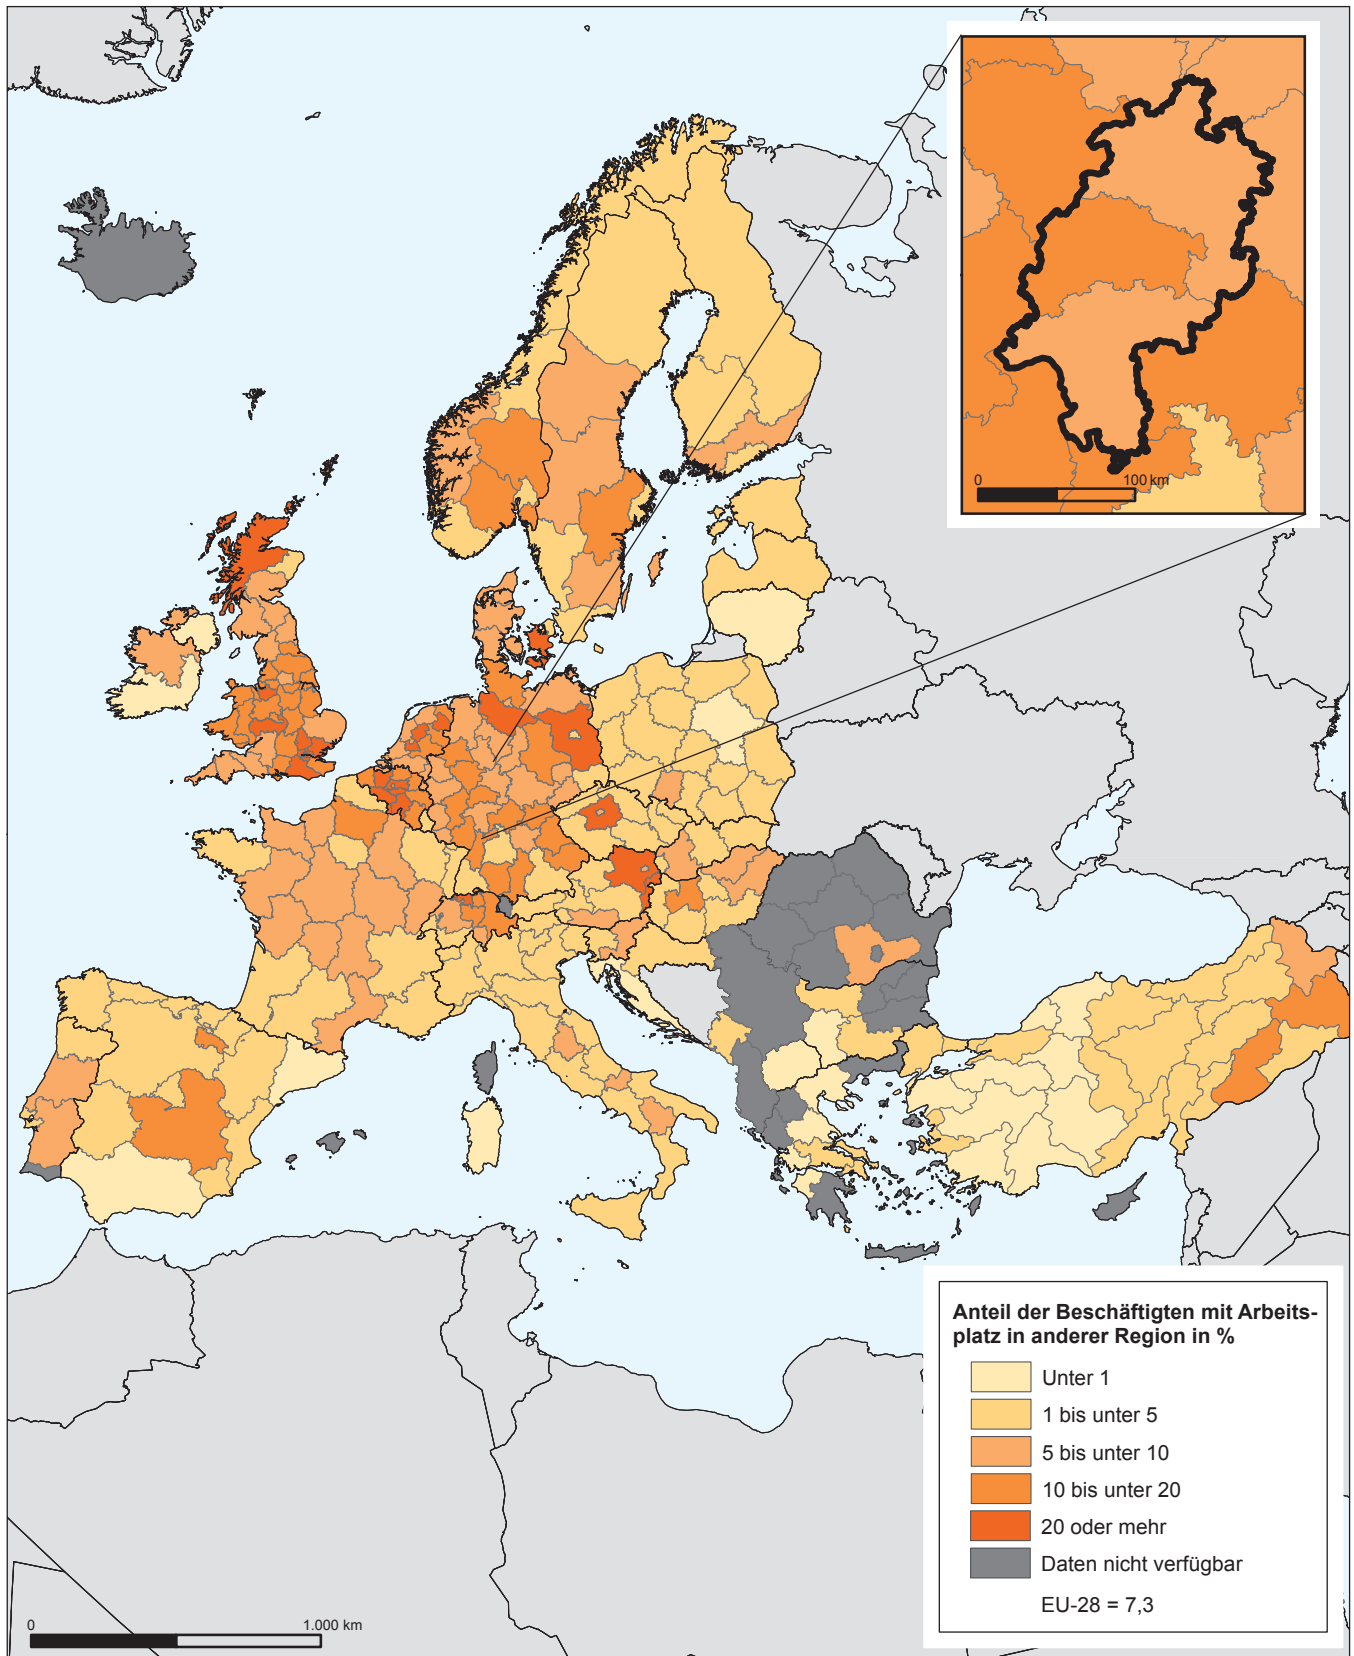 0 100 km
Anteil der Beschäftigten mit Arbeits-
platz in anderer Region in %
Unter 1
1 bis unter 5
5 bis unter 10
10 bis unter 20
20 oder mehr
Daten nicht verfügbar
EU-28 = 7,3
0 1.000 km